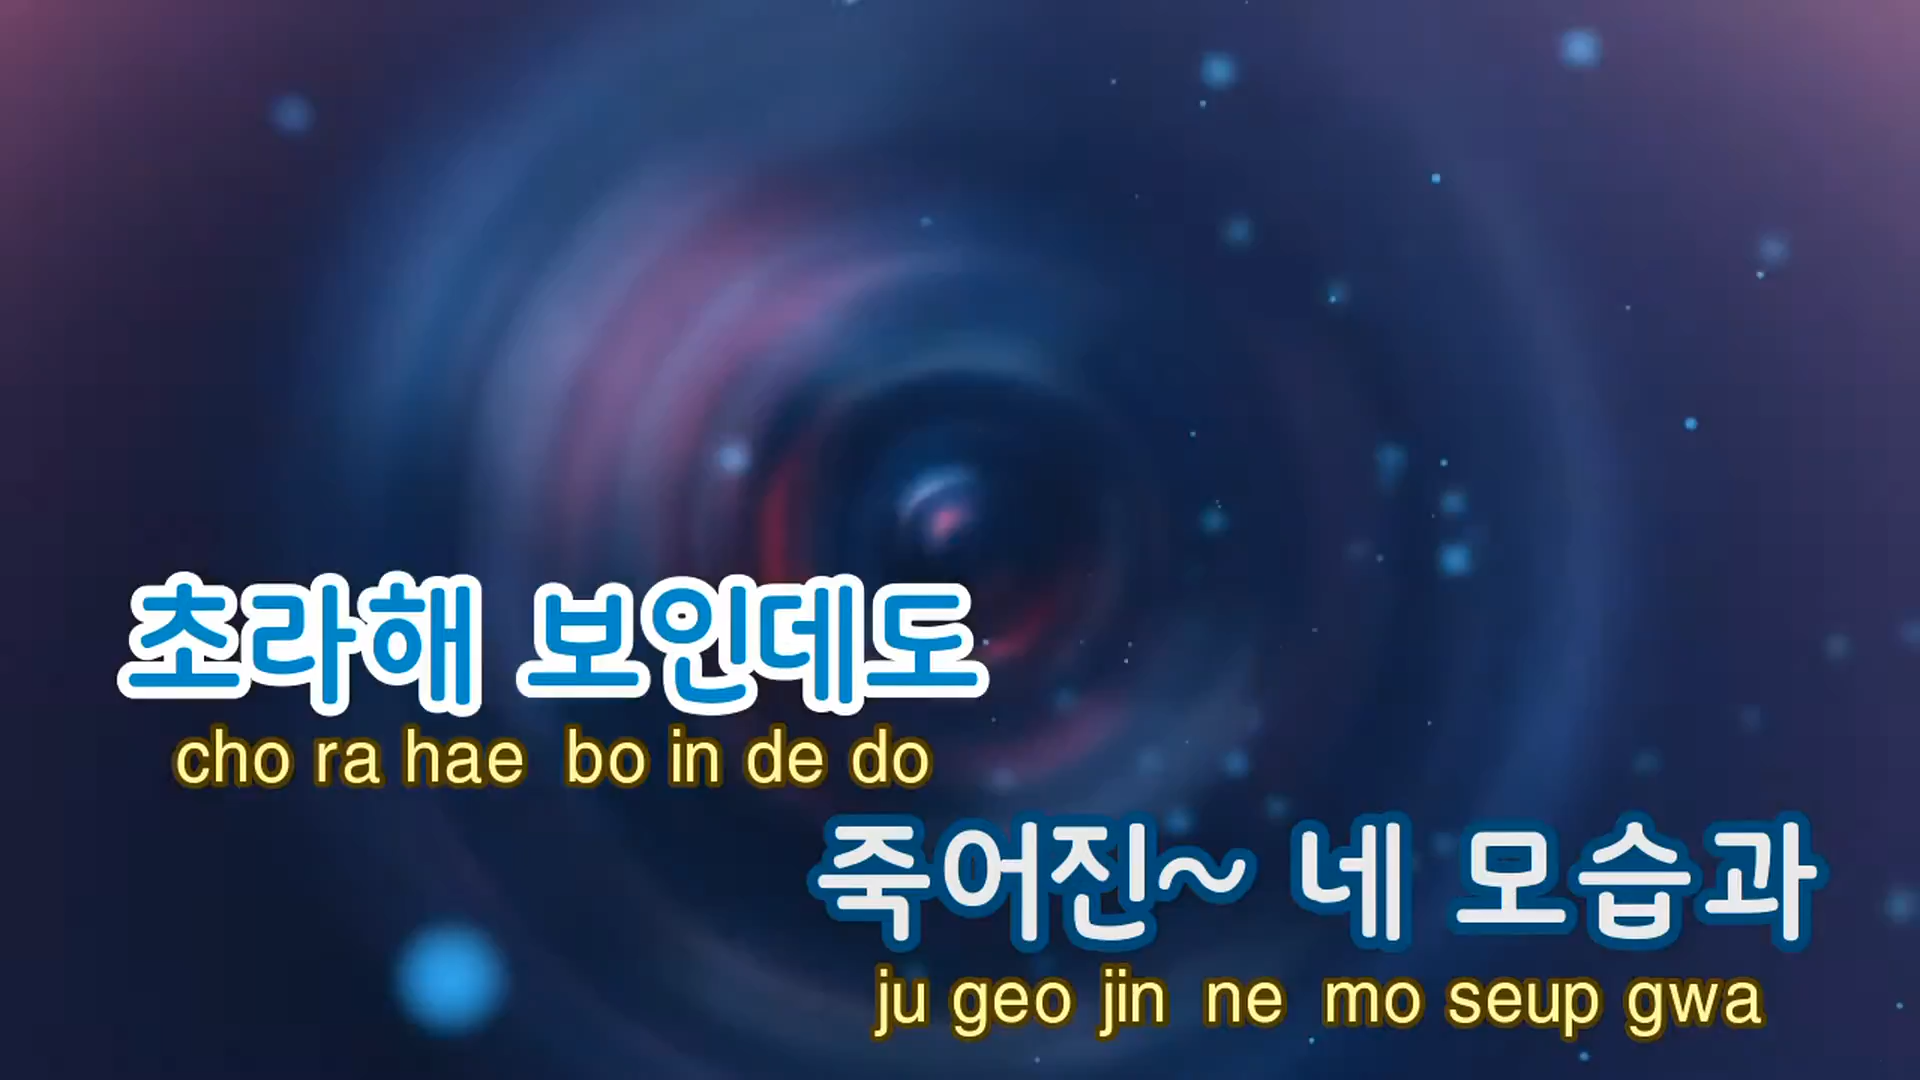 초라해 보인데도
cho ra hae bo in de do
죽어진~ 네 모습과
ju geo jin ne mo seup gwa